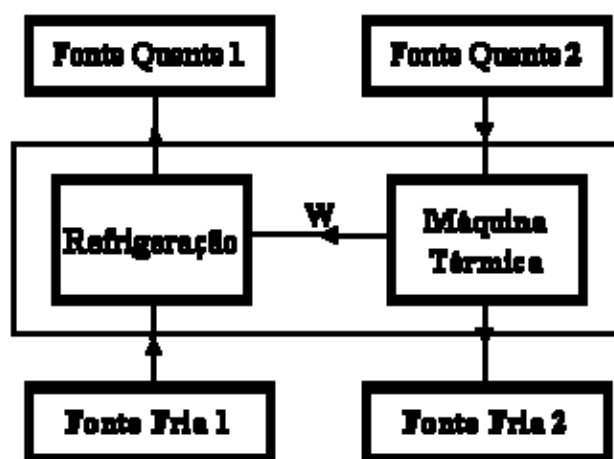 Fonte Quente 1
Fonte Quente 2
Refrigeração
W
Máquina
Térmica
Fonte Fria 1
Fonte Fria 2